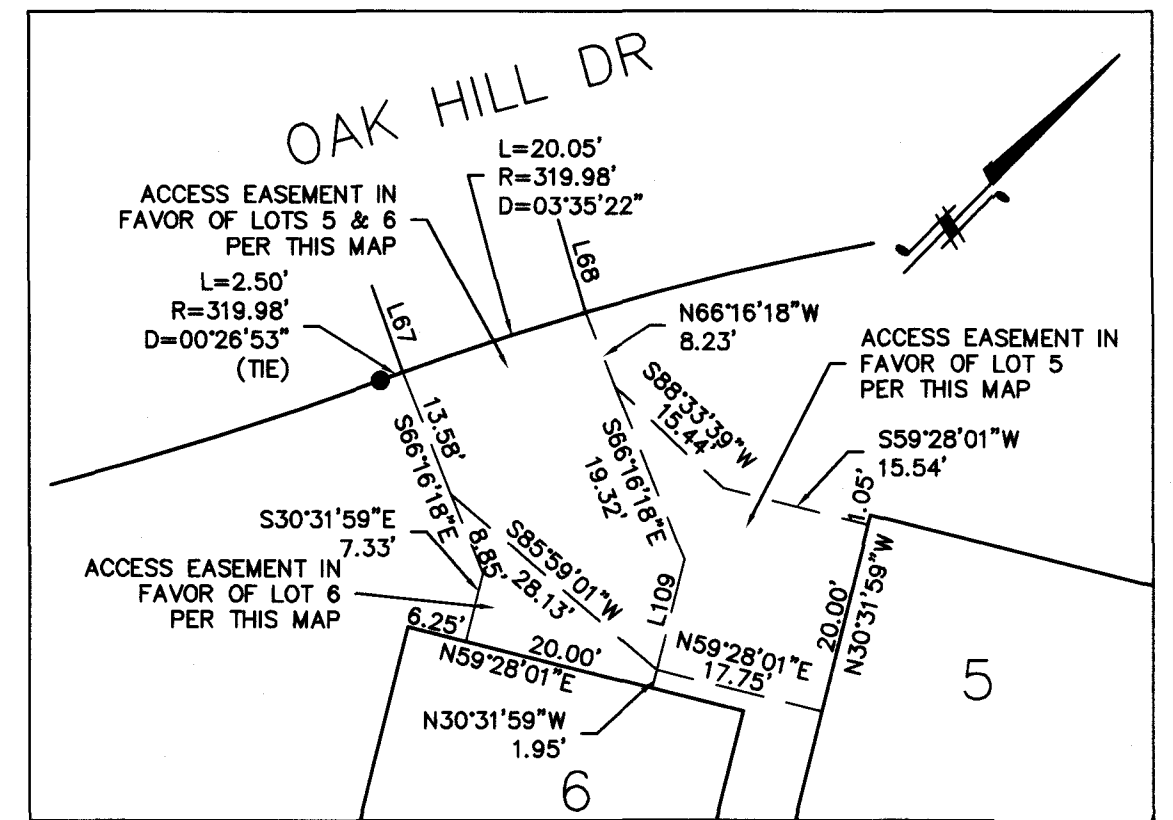 OAK HILL DR
L=20.05'
R=319.98'
D=03°35'22"
ACCESS EASEMENT IN
FAVOR OF LOTS 5 & 6
PER THIS MAP
L=2.50'
R=319.98'
D=00°26'53"
(TIE)
L67
L68
N66°16'18"W
8.23'
ACCESS EASEMENT IN
FAVOR OF LOT 5
PER THIS MAP
S88°33'39"W
15.44'
S59°28'01"W
15.54'
1.05'
13.58'
S66°16'18"E
8.85'
S66°16'18"E
19.32'
S30°31'59"E
7.33'
ACCESS EASEMENT IN
FAVOR OF LOT 6
PER THIS MAP
S85°59'01"W
28.13'
L109
20.00'
N30°31'59"W
6.25'
20.00'
N59°28'01"E
N59°28'01"E
17.75'
N30°31'59"W
1.95'
5
6